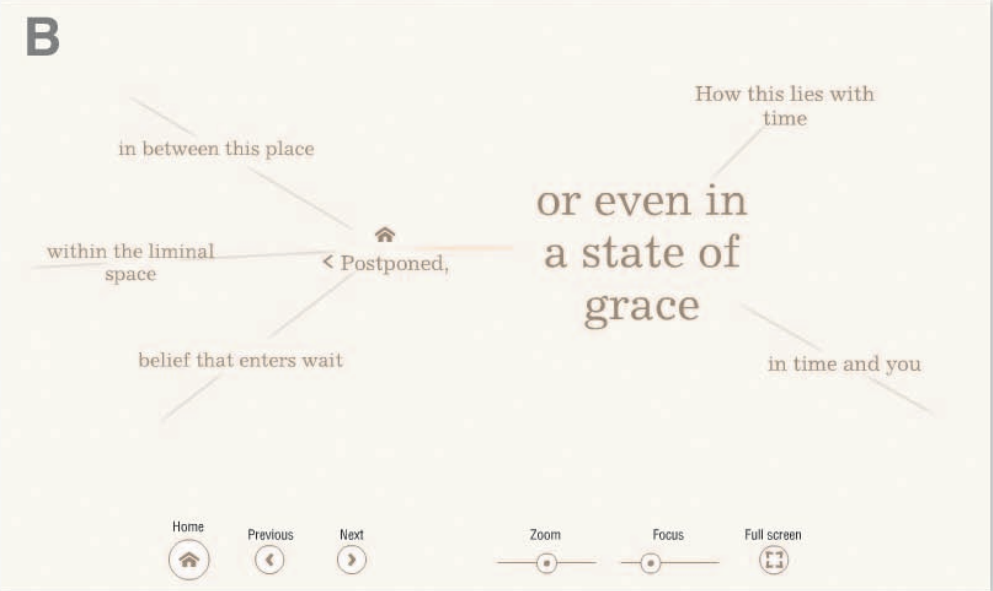 B
How this lies with
time
in between this place
or even in
a state of
grace
within the liminal
space
< Postponed,
belief that enters wait
in time and you
Home
Previous
Next
Zoom
Focus
Full screen